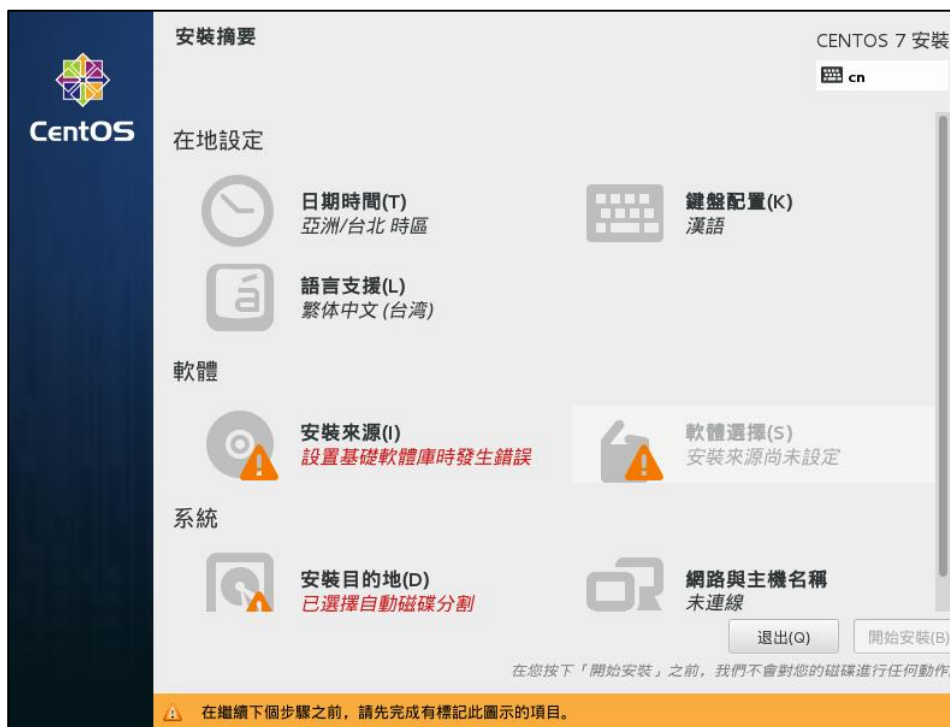 安裝摘要
CENTOS 7 安裝
cn
CentOS
在地設定
日期時間(T)
亞洲/台北 時區
鍵盤配置(K)
漢語
語言支援(L)
繁体中文 (台湾)
軟體
安裝來源(I)
設置基礎軟體庫時發生錯誤
軟體選擇(S)
安裝來源尚未設定
系統
安裝目的地(D)
已選擇自動磁碟分割
網路與主機名稱
未連線
退出(Q)
開始安裝(B)
在您按下「開始安裝」之前，我們不會對您的磁碟進行任何動作
在繼續下個步驟之前，請先完成有標記此圖示的項目。